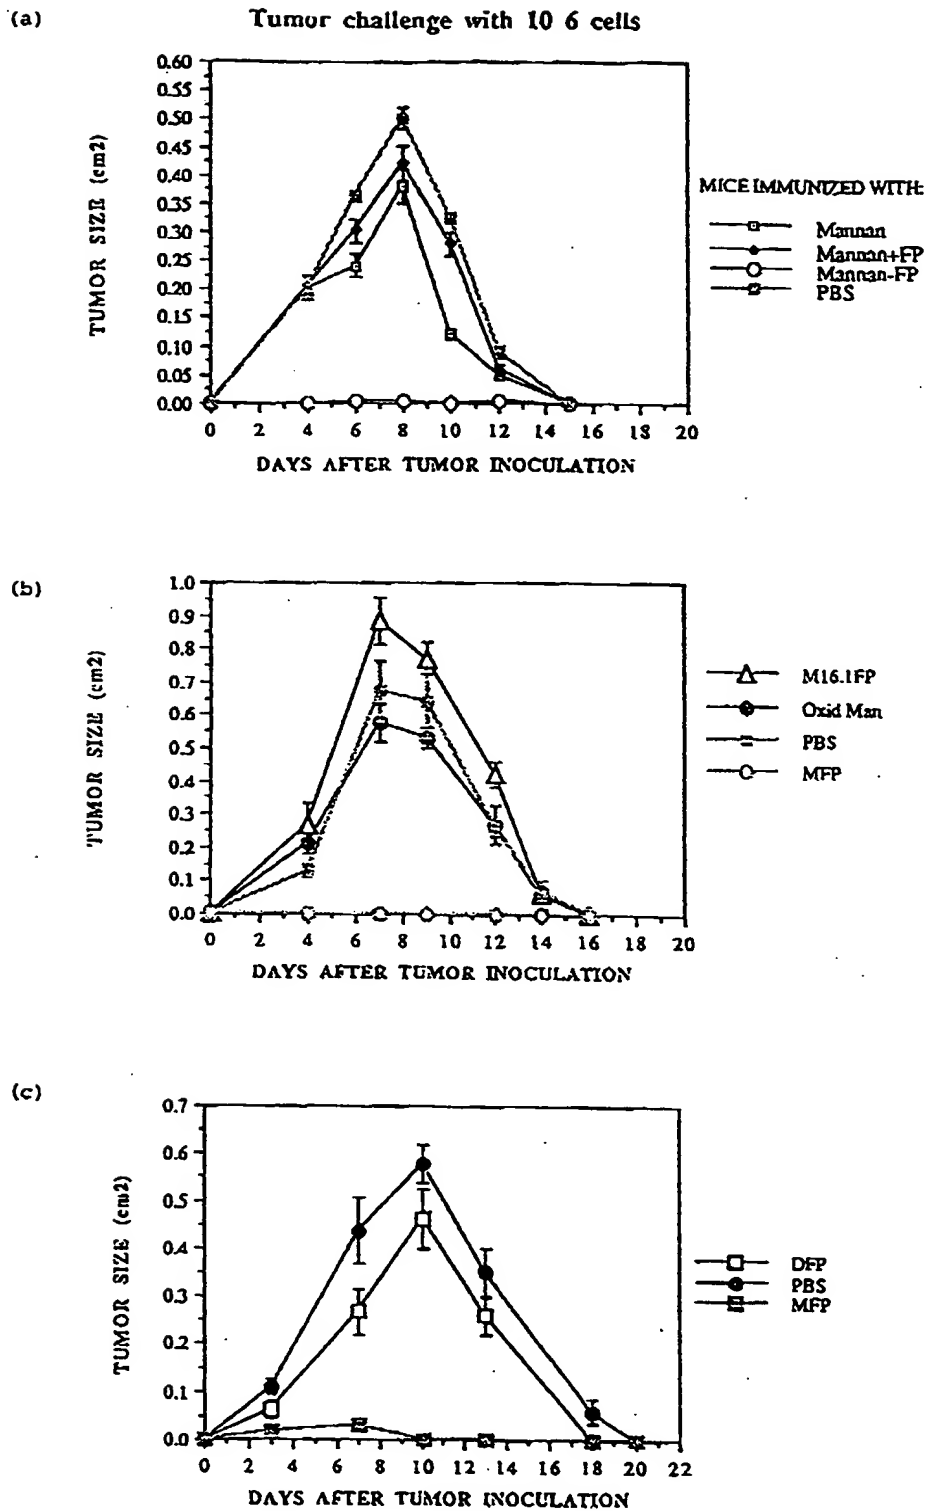 (a)
Tumor challenge with 10 6 cells
0.60
0.55
0.50
0.45
0.40
0.35
0.30
0.25
0.20
0.15
0.10
0.05
0.00
TUMOR SIZE (cm2)
0 2 4 6 8 10 12 14 16 18 20
DAYS AFTER TUMOR INOCULATION
MICE IMMUNIZED WITH:
Mannan
Mannan+FP
Mannan-FP
PBS
(b)
1.0
0.9
0.8
0.7
0.6
0.5
0.4
0.3
0.2
0.1
0.0
TUMOR SIZE (cm2)
0 2 4 6 8 10 12 14 16 18 20
DAYS AFTER TUMOR INOCULATION
M16.1FP
Oxid Man
PBS
MFP
(c)
0.7
0.6
0.5
0.4
0.3
0.2
0.1
0.0
TUMOR SIZE (cm2)
0 2 4 6 8 10 12 14 16 18 20 22
DAYS AFTER TUMOR INOCULATION
DFP
PBS
MFP